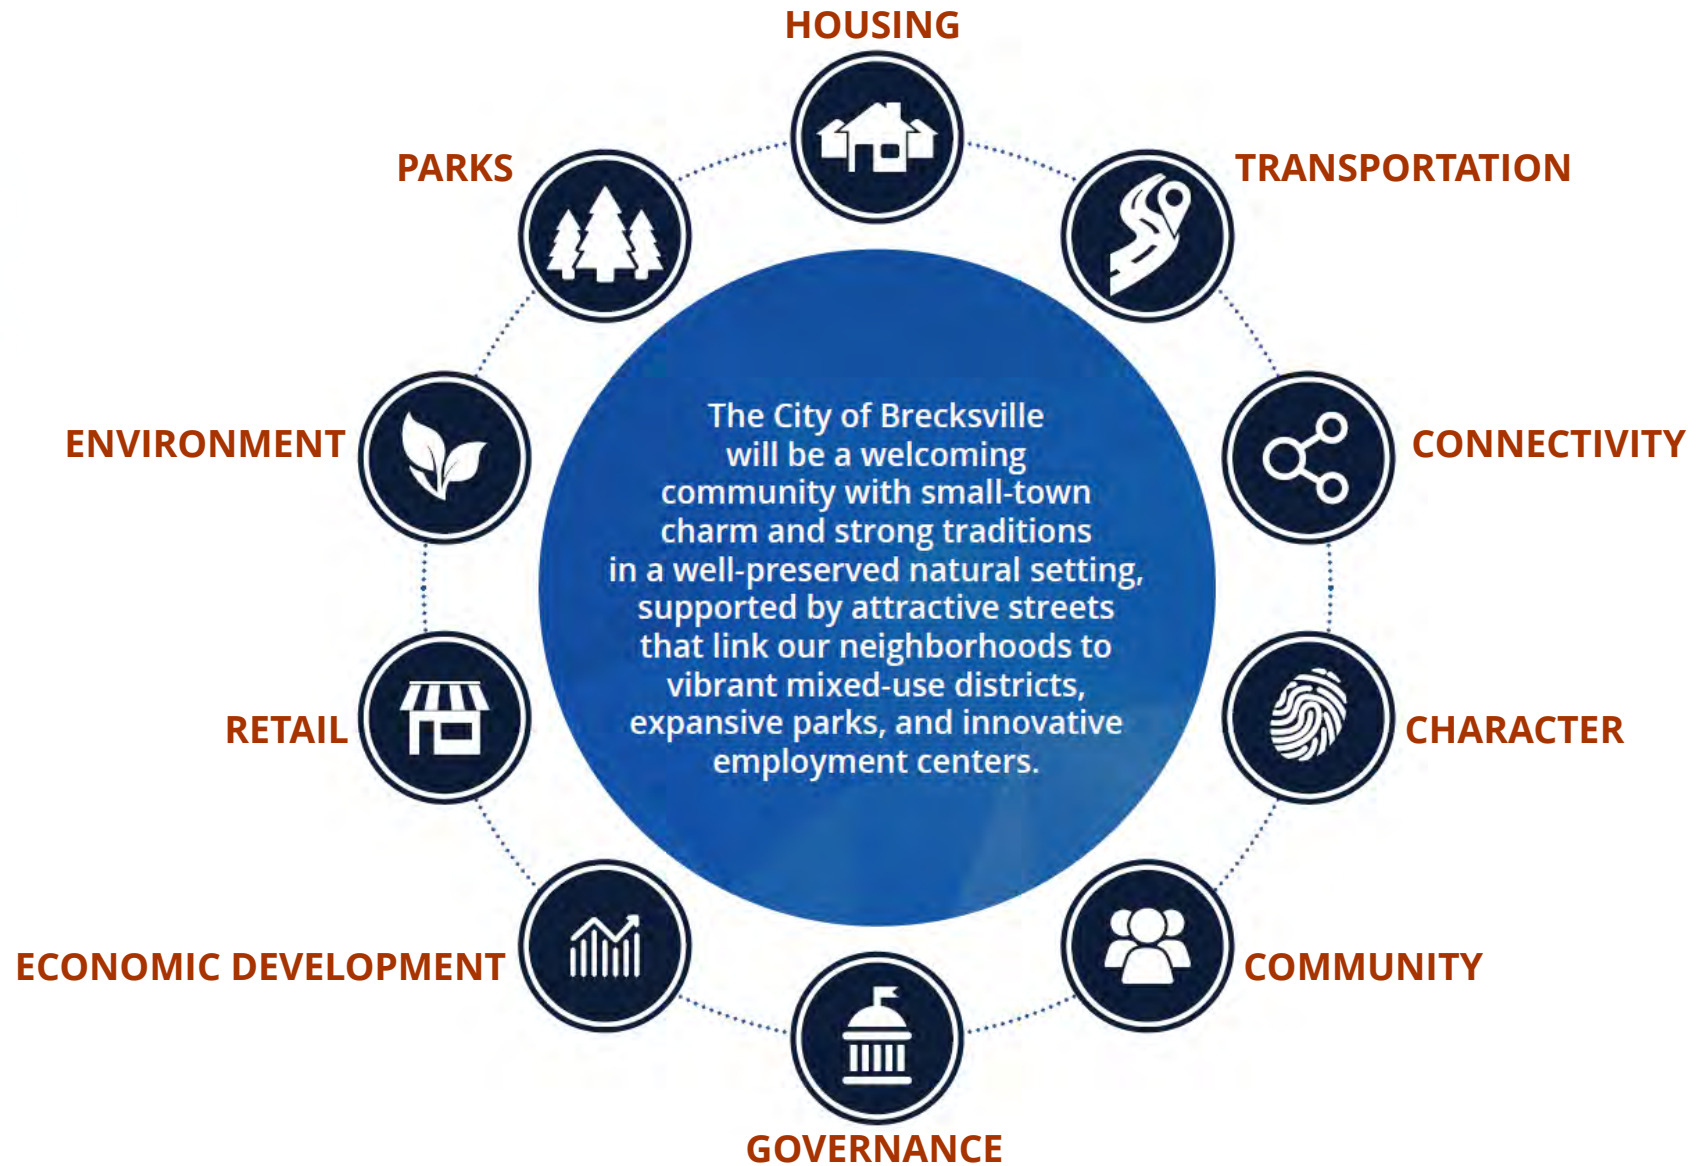 HOUSING
PARKS
TRANSPORTATION
ENVIRONMENT
CONNECTIVITY
The City of Brecksville
will be a welcoming
community with small-town
charm and strong traditions
in a well-preserved natural setting,
supported by attractive streets
that link our neighborhoods to
vibrant mixed-use districts,
expansive parks, and innovative
employment centers.
RETAIL
CHARACTER
ECONOMIC DEVELOPMENT
COMMUNITY
GOVERNANCE